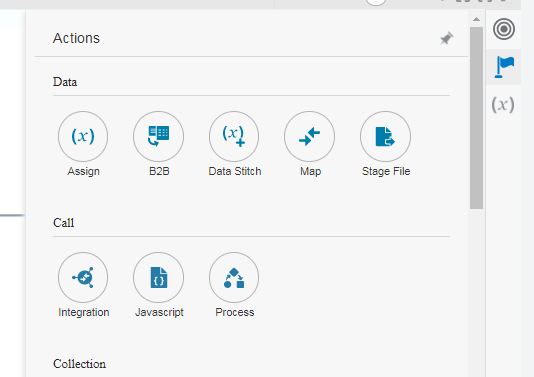 Actions
Data
(x)
Assign B2B Data Stitch Map Stage File
Call
Integration Javascript Process
Collection
(x)